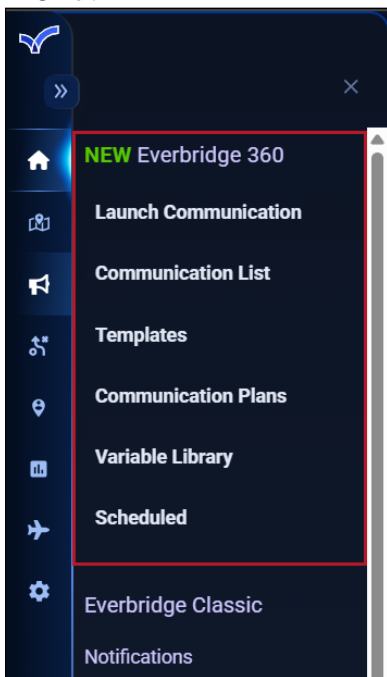 NEW Everbridge 360
Launch Communication
Communication List
Templates
Communication Plans
Variable Library
Scheduled
Everbridge Classic
Notifications